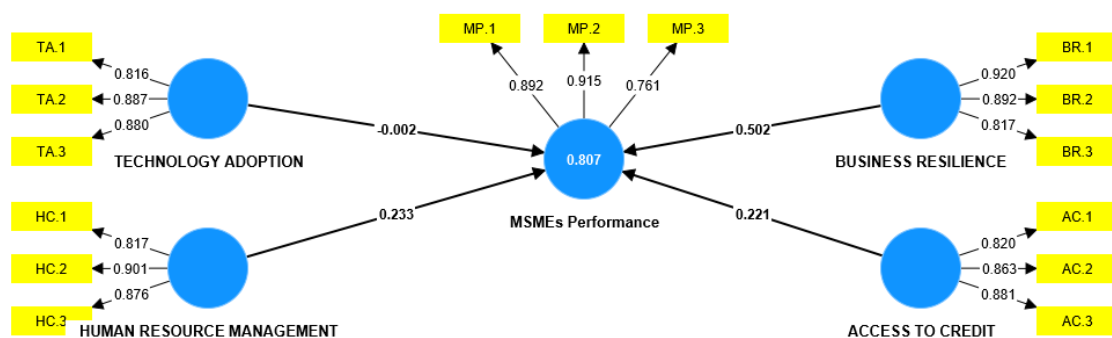 MP.1 MP.2 MP.3
TA.1
BR.1
0.816
0.892
0.915
0.761
0.920
TA.2
0.887
0.892
BR.2
0.880
-0.002
0.502
0.817
TA.3
BR.3
TECHNOLOGY ADOPTION
0.807
BUSINESS RESILIENCE
HC.1
0.233
MSMEs Performance
0.221
AC.1
0.817
0.820
HC.2
0.901
0.863
AC.2
0.876
0.881
HC.3
AC.3
HUMAN RESOURCE MANAGEMENT
ACCESS TO CREDIT